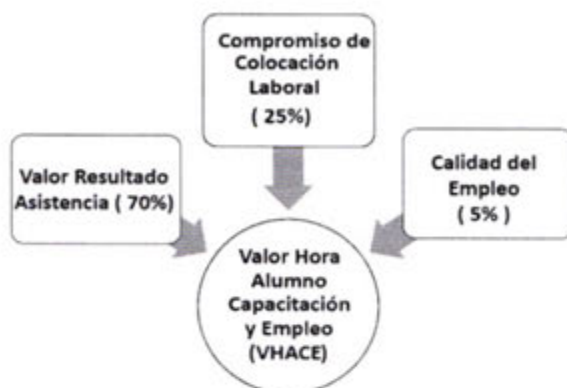 Compromiso de
Colocación
Laboral
( 25%)
Valor Resultado
Asistencia ( 70%)
Calidad del
Empleo
( 5% )
Valor Hora
Alumno
Capacitación
y Empleo
(VHACE)